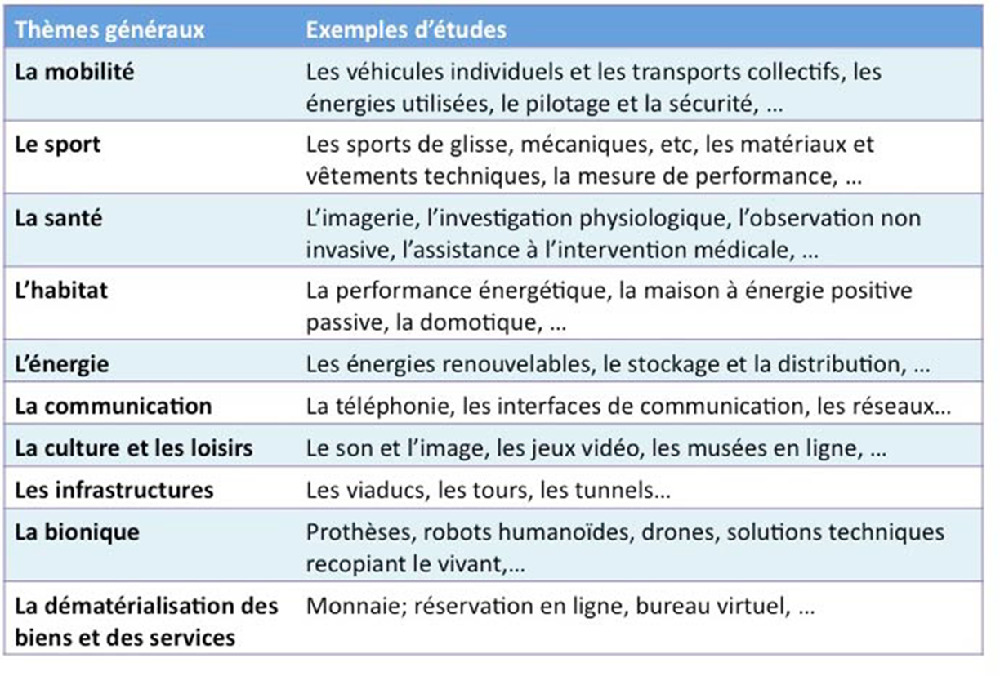 Thèmes généraux Exemples d’études
La mobilité Les véhicules individuels et les transports collectifs, les
énergies utilisées, le pilotage et la sécurité, …
Le sport Les sports de glisse, mécaniques, etc, les matériaux et
vêtements techniques, la mesure de performance, …
La santé L’imagerie, l’investigation physiologique, l’observation non
invasive, l’assistance à l’intervention médicale, …
L’habitat La performance énergétique, la maison à énergie positive
passive, la domotique, …
L’énergie Les énergies renouvelables, le stockage et la distribution, …
La communication La téléphonie, les interfaces de communication, les réseaux…
La culture et les loisirs Le son et l’image, les jeux vidéo, les musées en ligne, …
Les infrastructures Les viaducs, les tours, les tunnels…
La bionique Prothèses, robots humanoïdes, drones, solutions techniques
recopiant le vivant,…
La dématérialisation des Monnaie; réservation en ligne, bureau virtuel, …
biens et des services